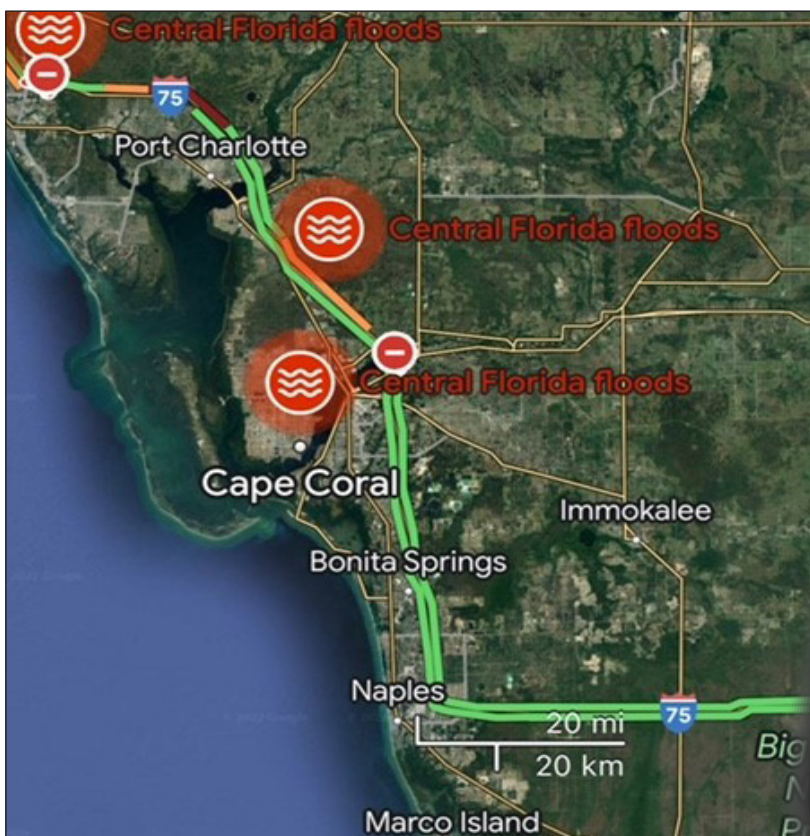 Central Florida floods
75
Port Charlotte
Central Florida floods
Central Florida floods
Cape Coral
Immokalee
Bonita Springs
Naples
75
20 mi
20 km
Big
Marco Island